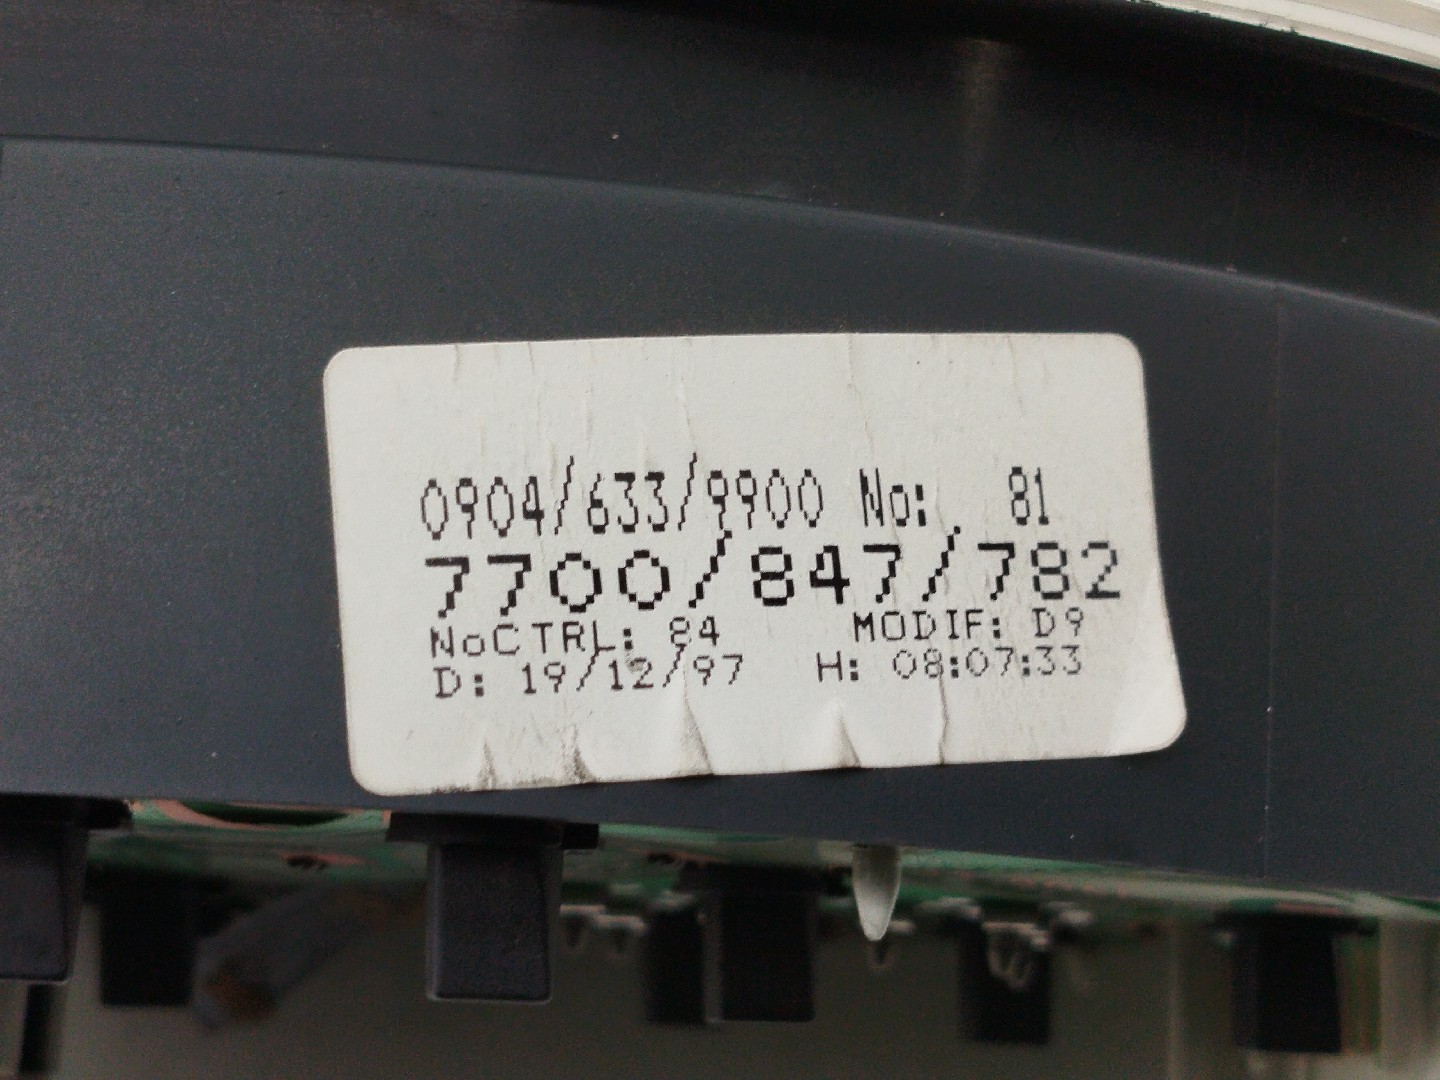 0904/633/9900 No: 81
7700/847/782
NoCTRL: 84 MODIF: D9
D: 19/12/97 H: 08:07:33